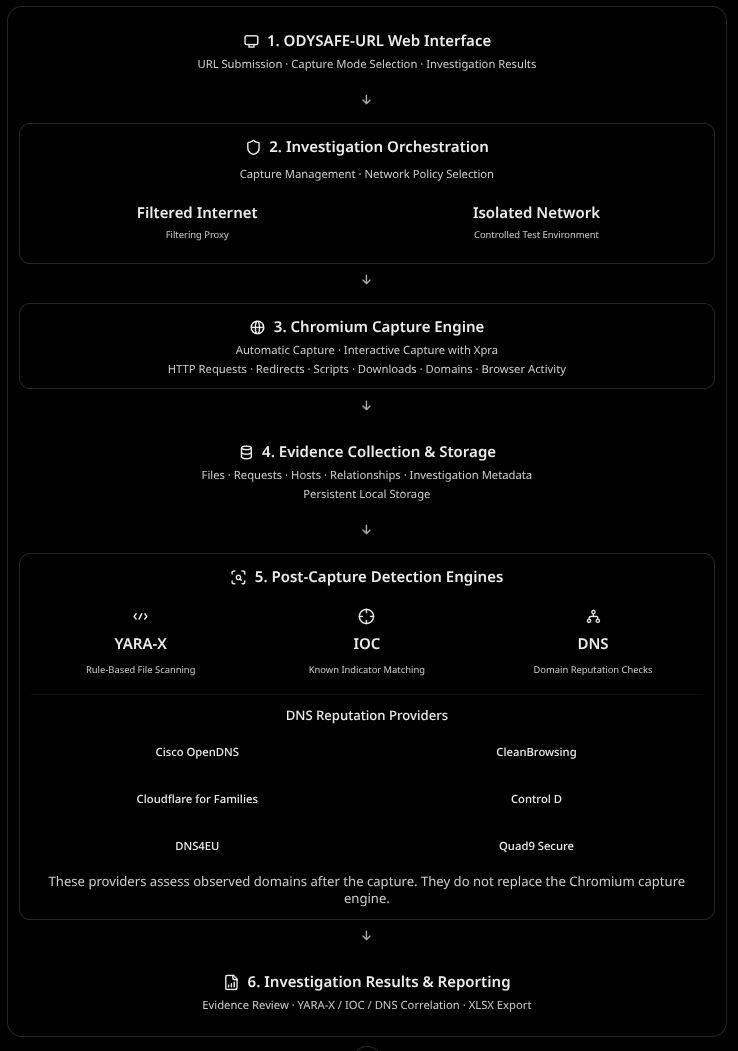 1. ODYSAFE-URL Web Interface
URL Submission · Capture Mode Selection · Investigation Results
2. Investigation Orchestration
Capture Management · Network Policy Selection
Filtered Internet
Filtering Proxy
Isolated Network
Controlled Test Environment
3. Chromium Capture Engine
Automatic Capture · Interactive Capture with Xpra
HTTP Requests · Redirects · Scripts · Downloads · Domains · Browser Activity
4. Evidence Collection & Storage
Files · Requests · Hosts · Relationships · Investigation Metadata
Persistent Local Storage
5. Post-Capture Detection Engines
YARA-X
Rule-Based File Scanning
IOC
Known Indicator Matching
DNS
Domain Reputation Checks
DNS Reputation Providers
Cisco OpenDNS
CleanBrowsing
Cloudflare for Families
Control D
DNS4EU
Quad9 Secure
These providers assess observed domains after the capture. They do not replace the Chromium capture
engine.
6. Investigation Results & Reporting
Evidence Review · YARA-X / IOC / DNS Correlation · XLSX Export